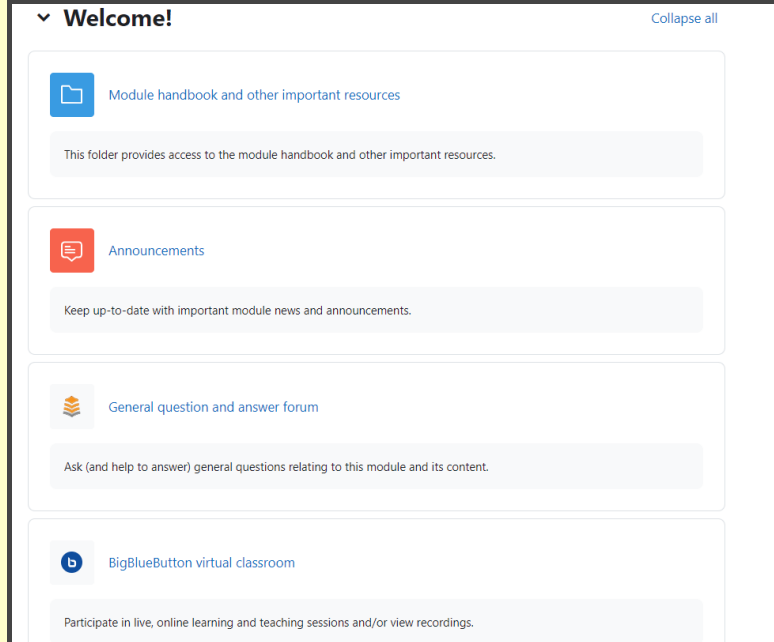 Welcome!
Collapse all
Module handbook and other important resources
This folder provides access to the module handbook and other important resources.
Announcements
Keep up-to-date with important module news and announcements.
General question and answer forum
Ask (and help to answer) general questions relating to this module and its content.
b
BigBlueButton virtual classroom
Participate in live, online learning and teaching sessions and/or view recordings.